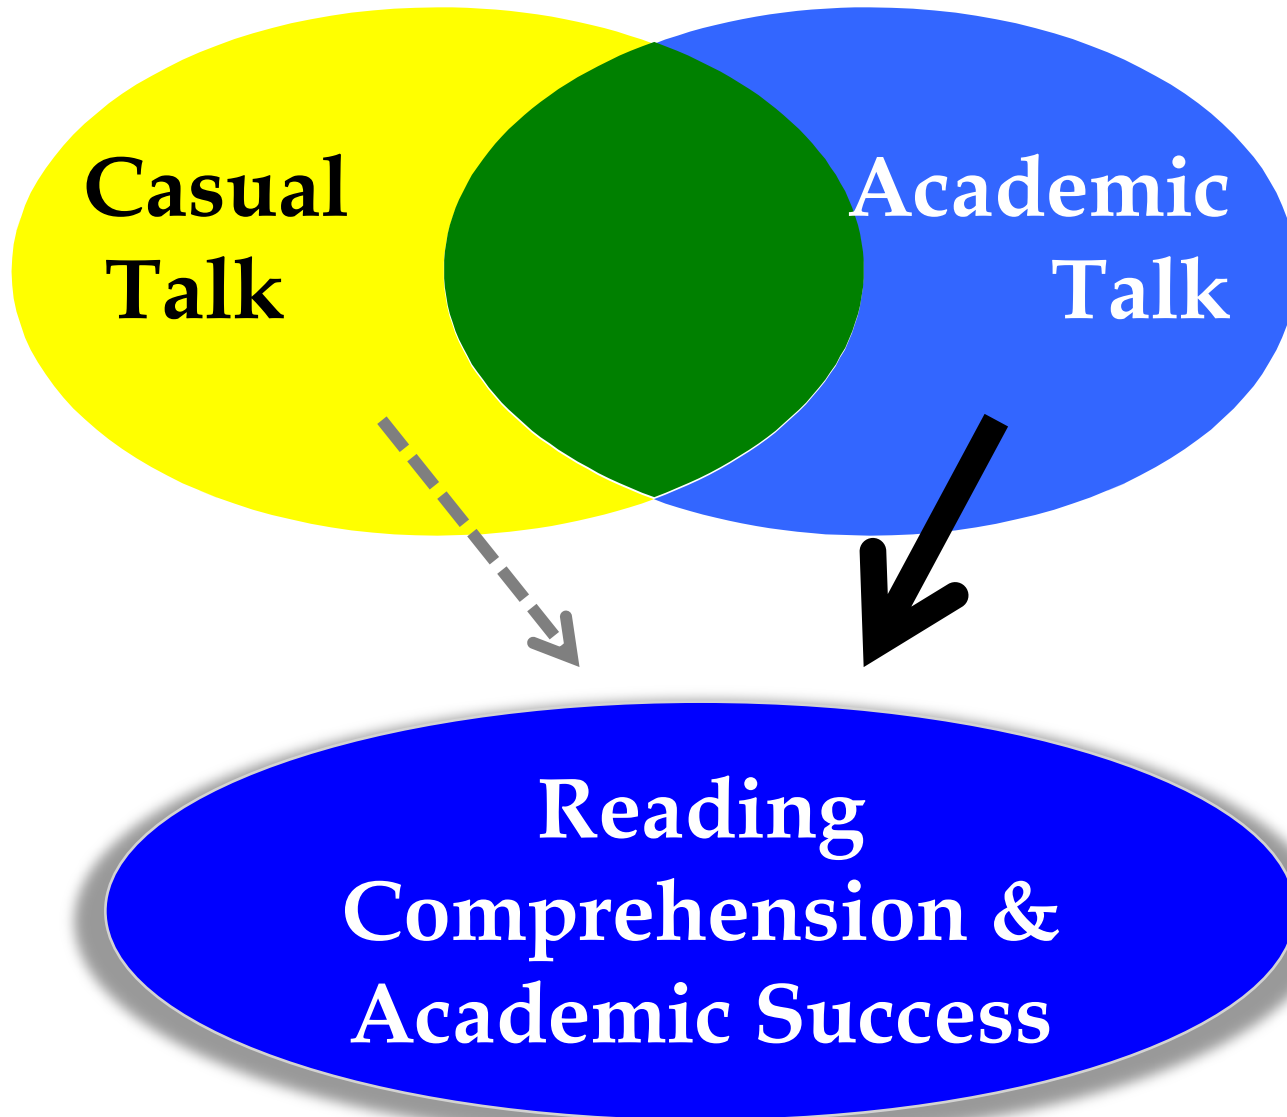 Casual
Talk
Academic
Talk
Reading
Comprehension &
Academic Success